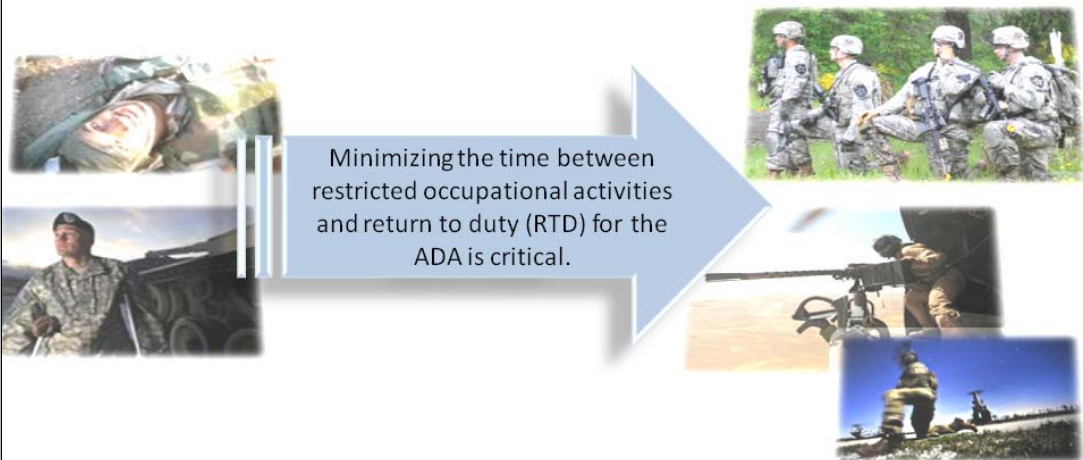 Minimizing the time between
restricted occupational activities
and return to duty (RTD) for the
ADA is critical.